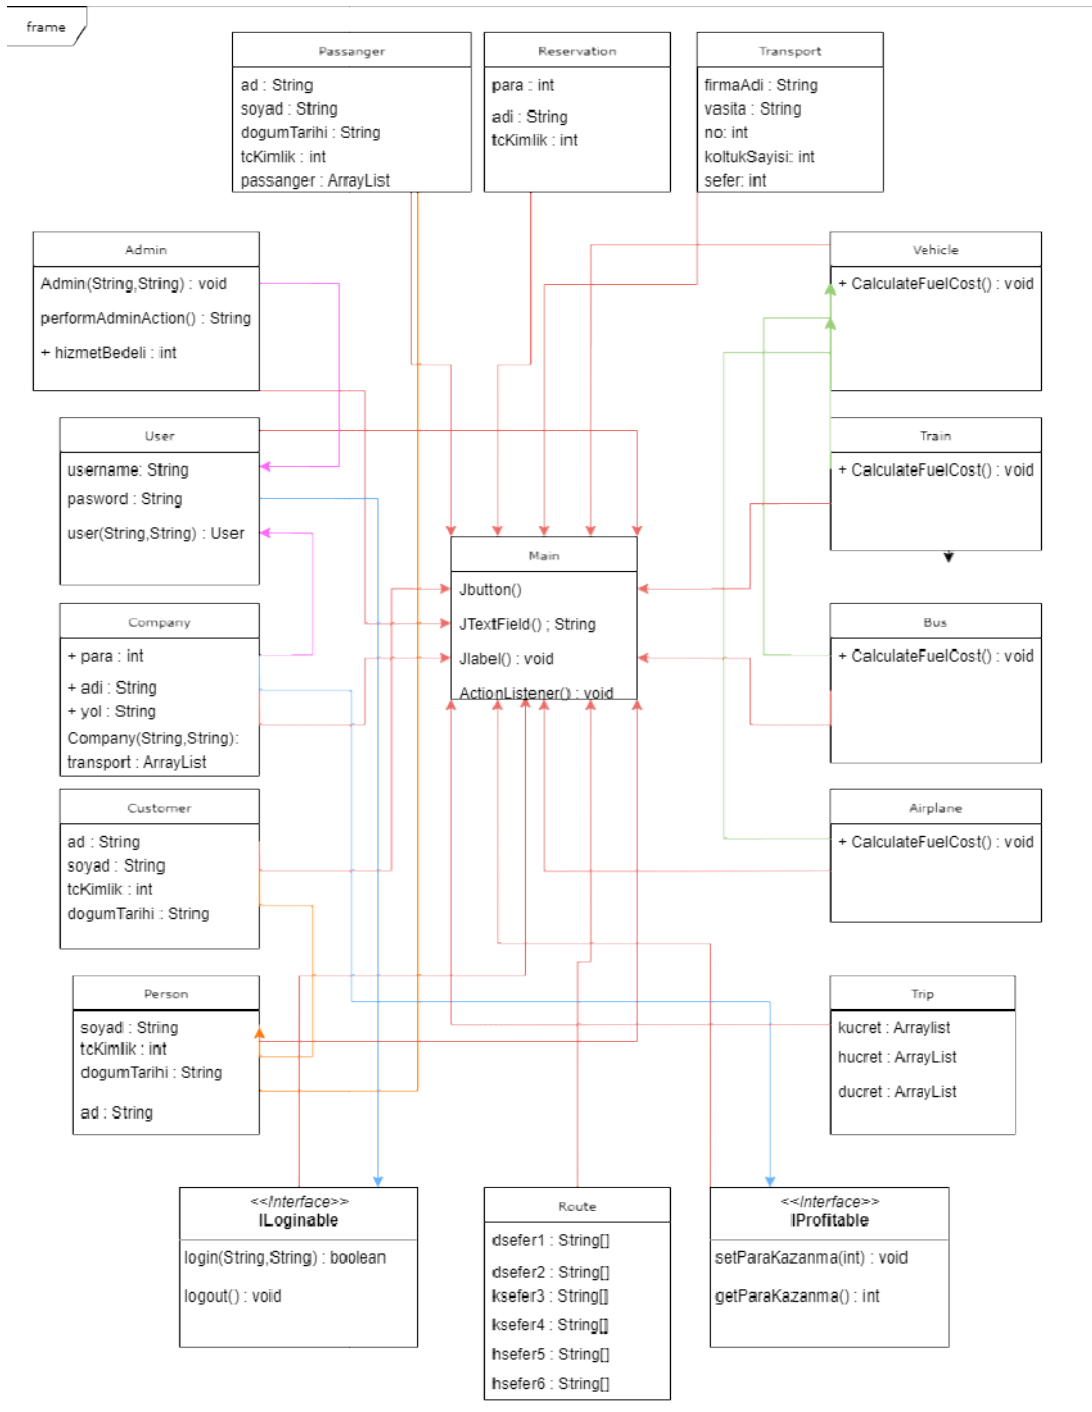 frame
Passanger
ad : String
soyad : String
dogumTarihi : String
tcKimlik : int
passanger : ArrayList
Reservation
para : int
adi : String
tcKimlik : int
Transport
firmaAdi : String
vasita : String
no: int
koltukSayisi: int
sefer: int
Admin
Admin(String,String) : void
performAdminAction() : String
+ hizmetBedeli : int
Vehicle
+ CalculateFuelCost() : void
User
username: String
pasword : String
user(String,String) : User
Train
+ CalculateFuelCost() : void
Main
Jbutton()
JTextField() ; String
Jlabel() : void
ActionListener() : void
Company
+ para : int
+ adi : String
+ yol : String
Company(String,String):
transport : ArrayList
Bus
+ CalculateFuelCost() : void
Customer
ad : String
soyad : String
tcKimlik : int
dogumTarihi : String
Airplane
+ CalculateFuelCost() : void
Person
soyad : String
tcKimlik : int
dogumTarihi : String
ad : String
Trip
kucret : Arraylist
hucret : ArrayList
ducret : ArrayList
<<Interface>>
ILoginable
login(String,String) : boolean
logout() : void
Route
dsefer1 : String[]
dsefer2 : String[]
ksefer3 : String[]
ksefer4 : String[]
hsefer5 : String[]
hsefer6 : String[]
<<Interface>>
IProfitable
setParaKazanma(int) : void
getParaKazanma() : int